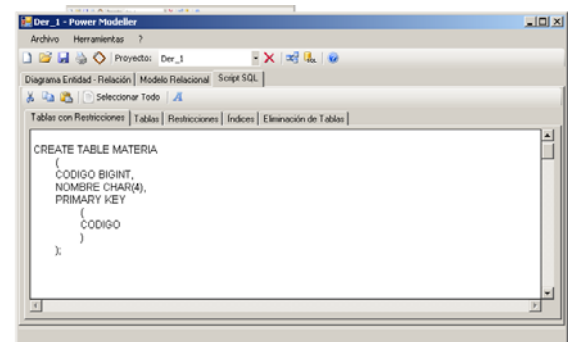 Der_1 - Power Modeller
Archivo Herramientas ?
Proyecto: Der_1
Diagrama Entidad - Relación Modelo Relacional Script SQL
Seleccionar Todo A
Tablas con Restricciones Tablas Restricciones Índices Eliminación de Tablas
CREATE TABLE MATERIA
(
CODIGO BIGINT,
NOMBRE CHAR(4),
PRIMARY KEY
(
CODIGO
)
);